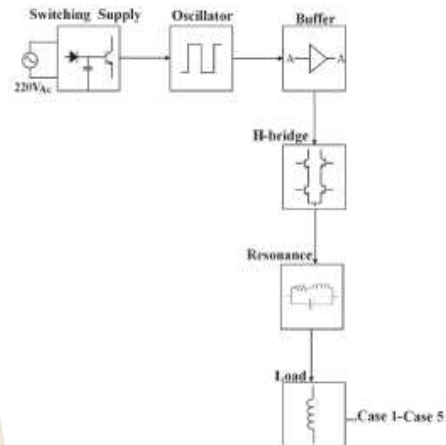 Switching Supply
Oscillator
Buffer
220VAC
A
A
H-bridge
Resonance
Load
Case 1-Case 5